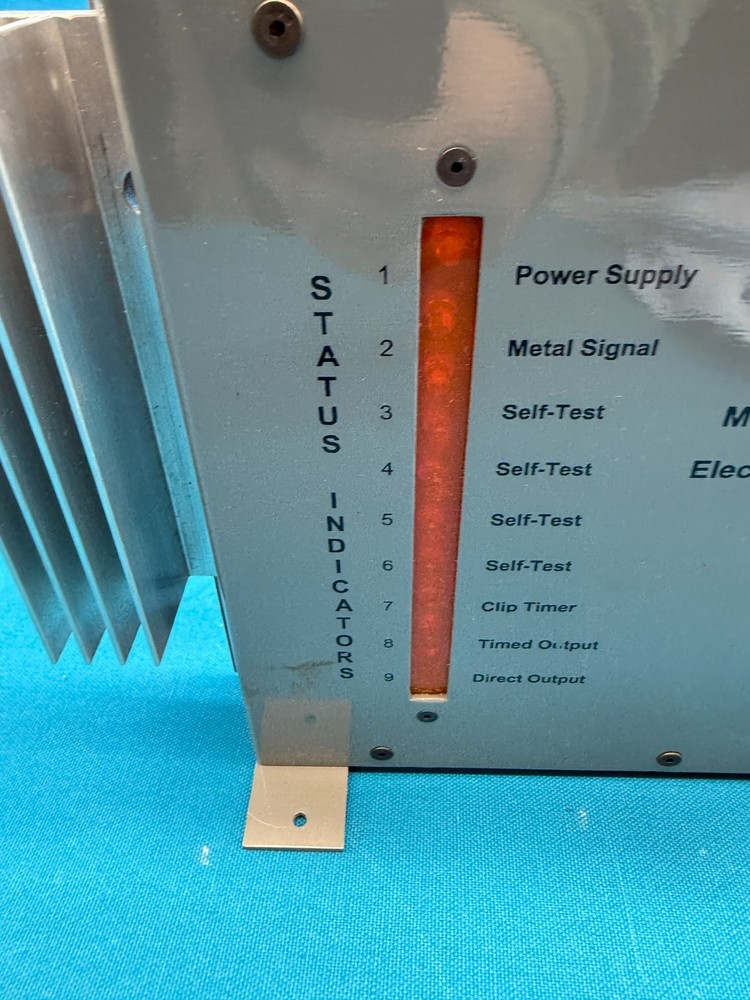 STATUS INDICATORS
1 Power Supply
2 Metal Signal
3 Self-Test
M
4 Self-Test
Elec
5 Self-Test
6 Self-Test
7 Clip Timer
8 Timed Output
9 Direct Output